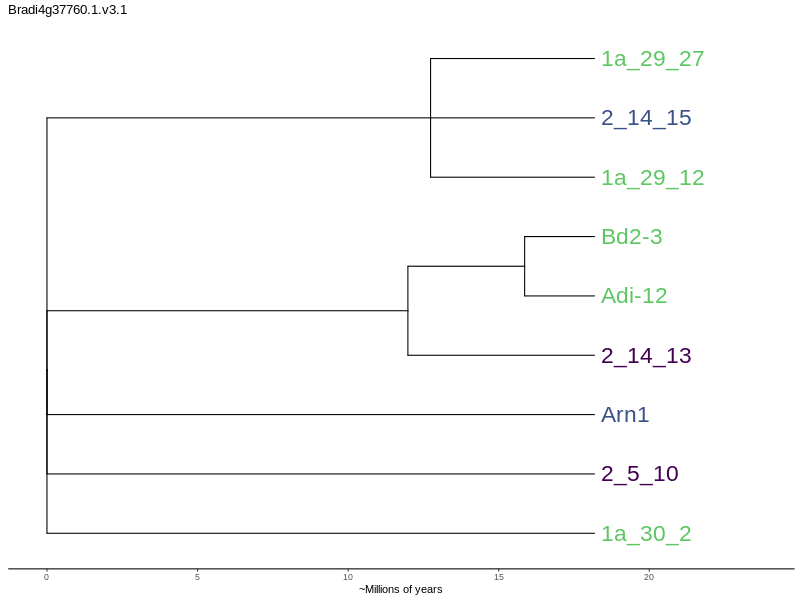 Bradi4g37760.1.v3.1
1a_29_27
2_14_15
1a_29_12
Bd2-3
Adi-12
2_14_13
Arn1
2_5_10
1a_30_2
0 5 10 15 20
~Millions of years